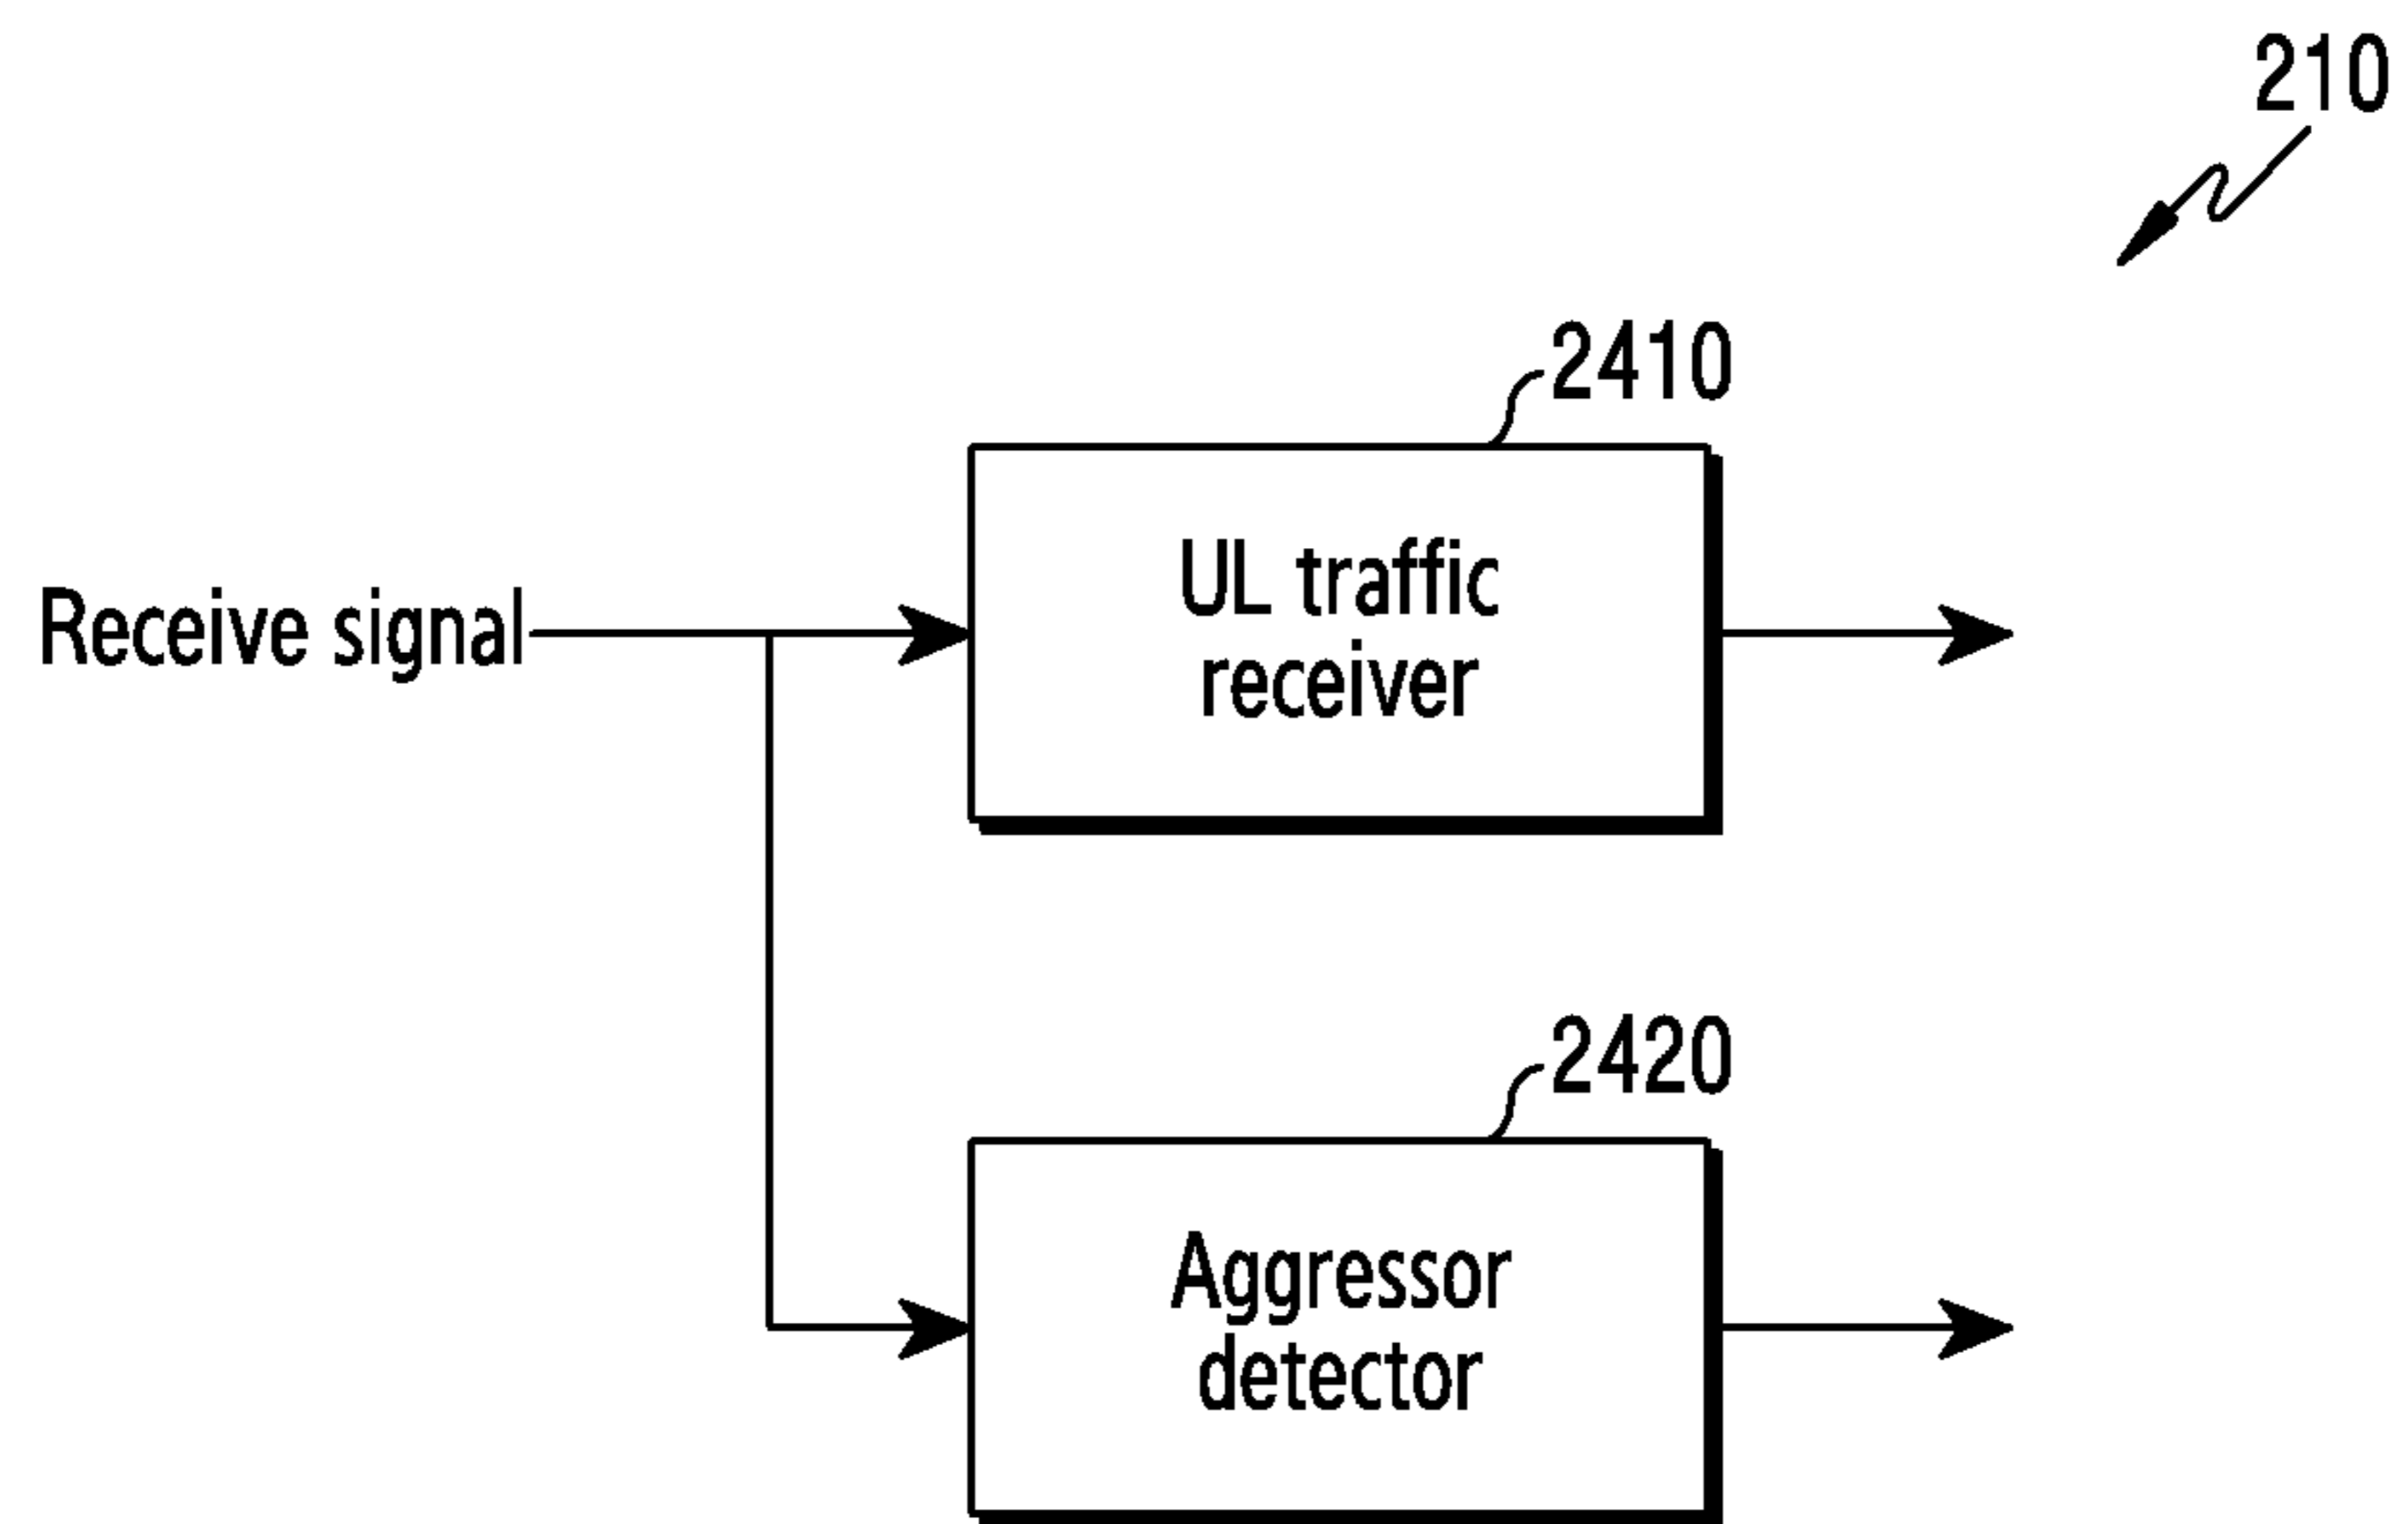 210
2410
UL traffic
receiver
Receive signal
2420
Aggressor
detector